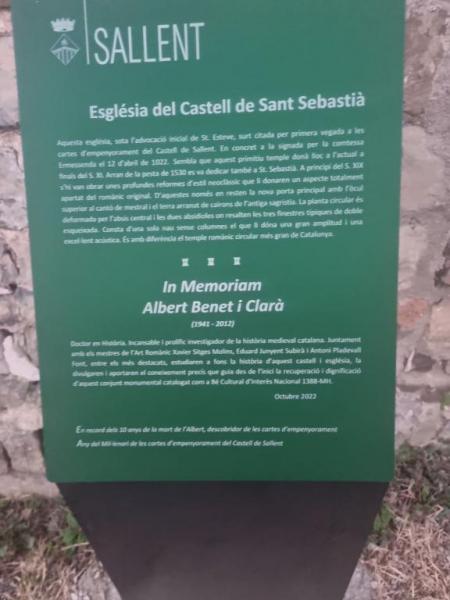 SALLENT
Església del Castell de Sant Sebastià
Aquesta església, sota l'advocació inicial de St. Esteve, surt citada per primera vegada a les
cartes d'empenyorament del Castell de Sallent. En concret a la signada per la comtessa
Ermessenda el 12 d'abril de 1022. Sembla que aquest primitiu temple donà lloc a l'actual a
finals del S. XI. Arran de la pesta de 1530 es va dedicar també a St. Sebastià. A principi del S. XIX
s'hi van obrar unes profundes reformes d'estil neoclàssic que li donaren un aspecte totalment
apartat del romànic original. D'aquestes només en resten la nova porta principal amb l'òcul
superior al cantó de mestral i el terra arranat de cairons de l'antiga sagristia. La planta circular és
deformada per l'absis central i les dues absidioles on resalten les tres finestres típiques de doble
esqueixada. Consta d'una sola nau sense columnes el que li dóna una gran amplitud i una
excel·lent acústica. És amb diferència el temple romànic circular més gran de Catalunya.
In Memoriam
Albert Benet i Clarà
(1941 - 2012)
Doctor en Història. Incansable i prolífic investigador de la història medieval catalana. Juntament
amb els mestres de l'Art Romànic Xavier Sitges Molins, Eduard Junyent Subirà i Antoni Pladevall
Font, entre els més destacats, estudiaren a fons la història d'aquest castell i església, la
divulgaren i aportaren el coneixement precís que guia des de l'inici la recuperació i dignificació
d'aquest conjunt monumental catalogat com a Bé Cultural d'Interès Nacional 1388-MH.
Octubre 2022
En record dels 10 anys de la mort de l'Albert, descobridor de les cartes d'empenyorament
Any del Mil·lenari de les cartes d'empenyorament del Castell de Sallent